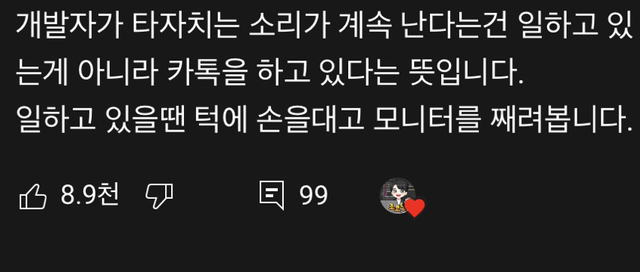 개발자가 타자치는 소리가 계속 난다는건 일하고 있
는게 아니라 카톡을 하고 있다는 뜻입니다.
일하고 있을땐 턱에 손을대고 모니터를 째려봅니다.
8.9천 99